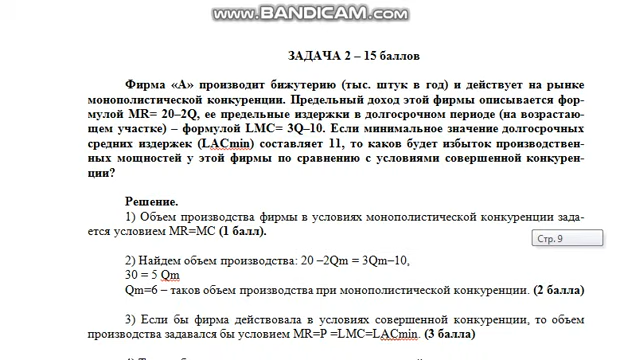 www.BANDICAM.com
ЗАДАЧА 2 – 15 баллов
Фирма «А» производит бижутерию (тыс. штук в год) и действует на рынке
монополистической конкуренции. Предельный доход этой фирмы описывается фор-
мулой MR= 20–2Q, ее предельные издержки в долгосрочном периоде (на возрастаю-
щем участке) – формулой LMC= 3Q–10. Если минимальное значение долгосрочных
средних издержек (LACmin) составляет 11, то каков будет избыток производствен-
ных мощностей у этой фирмы по сравнению с условиями совершенной конкурен-
ции?
Решение.
1) Объем производства фирмы в условиях монополистической конкуренции зада-
ется условием MR=MC (1 балл).
Стр. 9
2) Найдем объем производства: 20 –2Qm = 3Qm–10,
30 = 5 Qm
Qm=6 – таков объем производства при монополистической конкуренции. (2 балла)
3) Если бы фирма действовала в условиях совершенной конкуренции, то объем
производства задавался бы условием MR=P =LMC=LACmin. (3 балла)